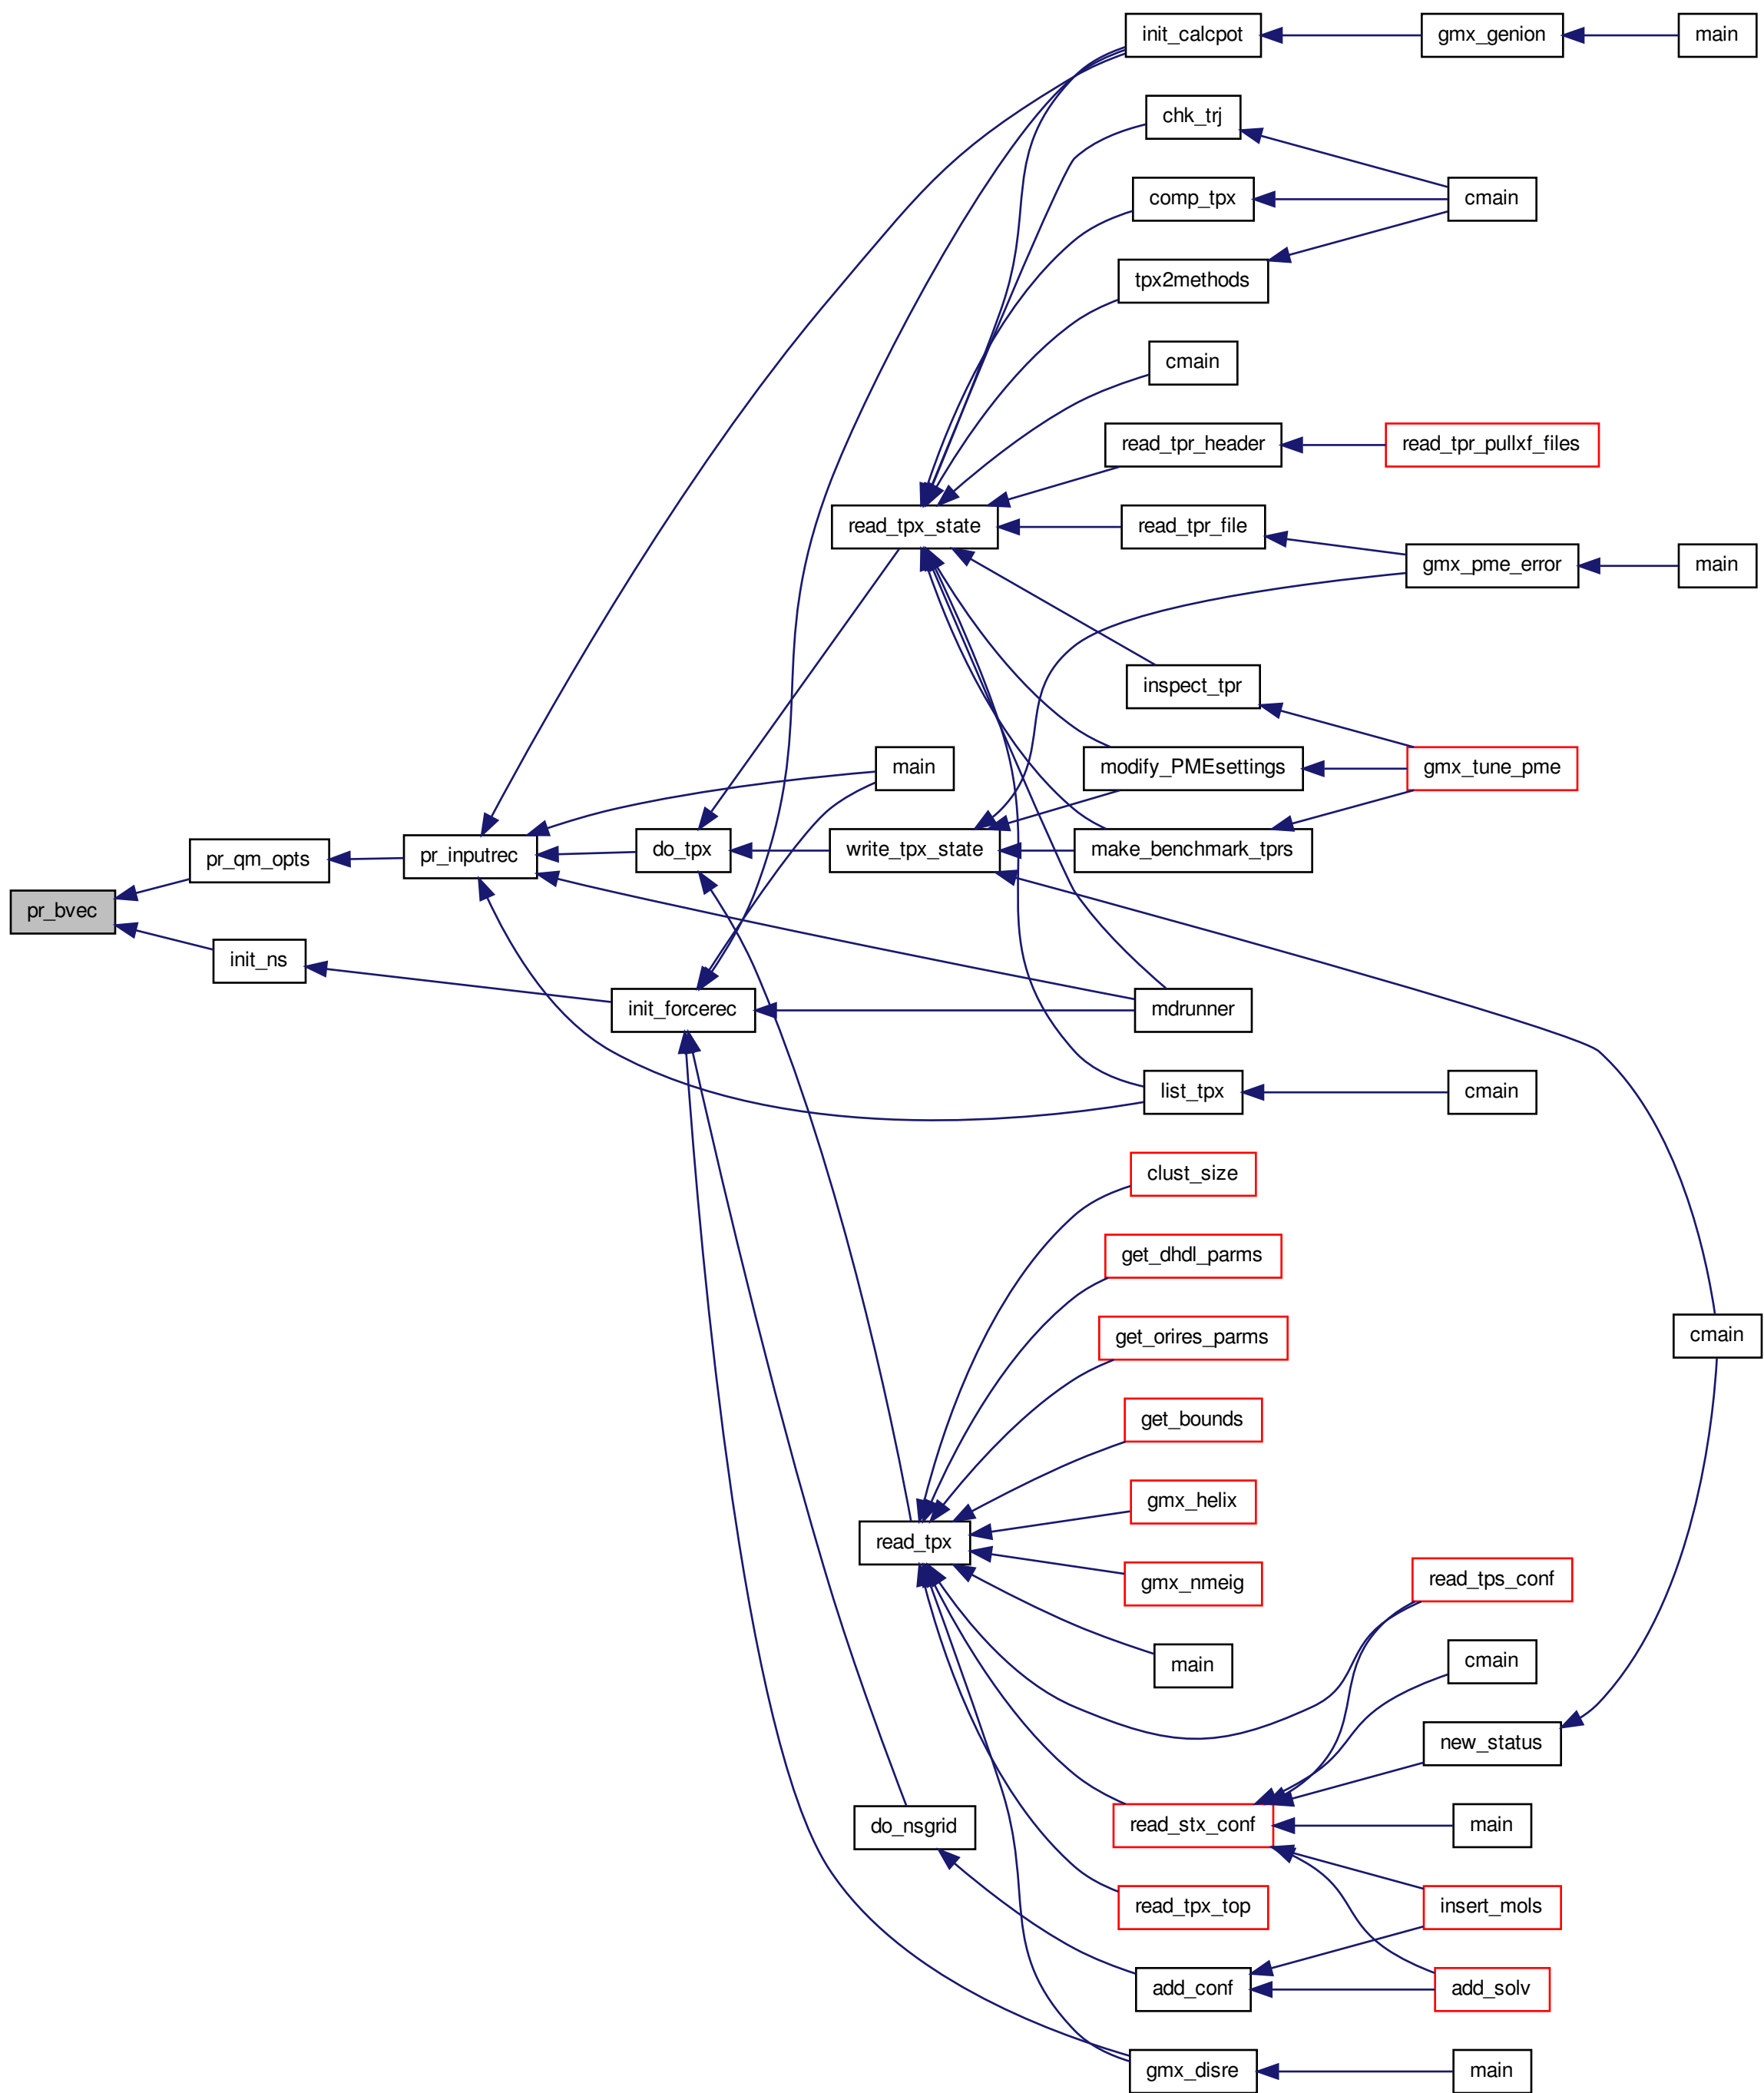 init_calcpot
gmx_genion
main
chk_trj
comp_tpx
cmain
tpx2methods
cmain
read_tpr_header
read_tpr_pullxf_files
read_tpx_state
read_tpr_file
gmx_pme_error
main
inspect_tpr
main
modify_PMEsettings
gmx_tune_pme
pr_qm_opts
pr_inputrec
do_tpx
write_tpx_state
make_benchmark_tprs
pr_bvec
init_ns
init_forcerec
mdrunner
list_tpx
cmain
clust_size
get_dhdl_parms
get_orires_parms
cmain
get_bounds
gmx_helix
read_tpx
gmx_nmeig
read_tps_conf
main
cmain
new_status
do_nsgrid
read_stx_conf
main
read_tpx_top
insert_mols
add_conf
add_solv
gmx_disre
main